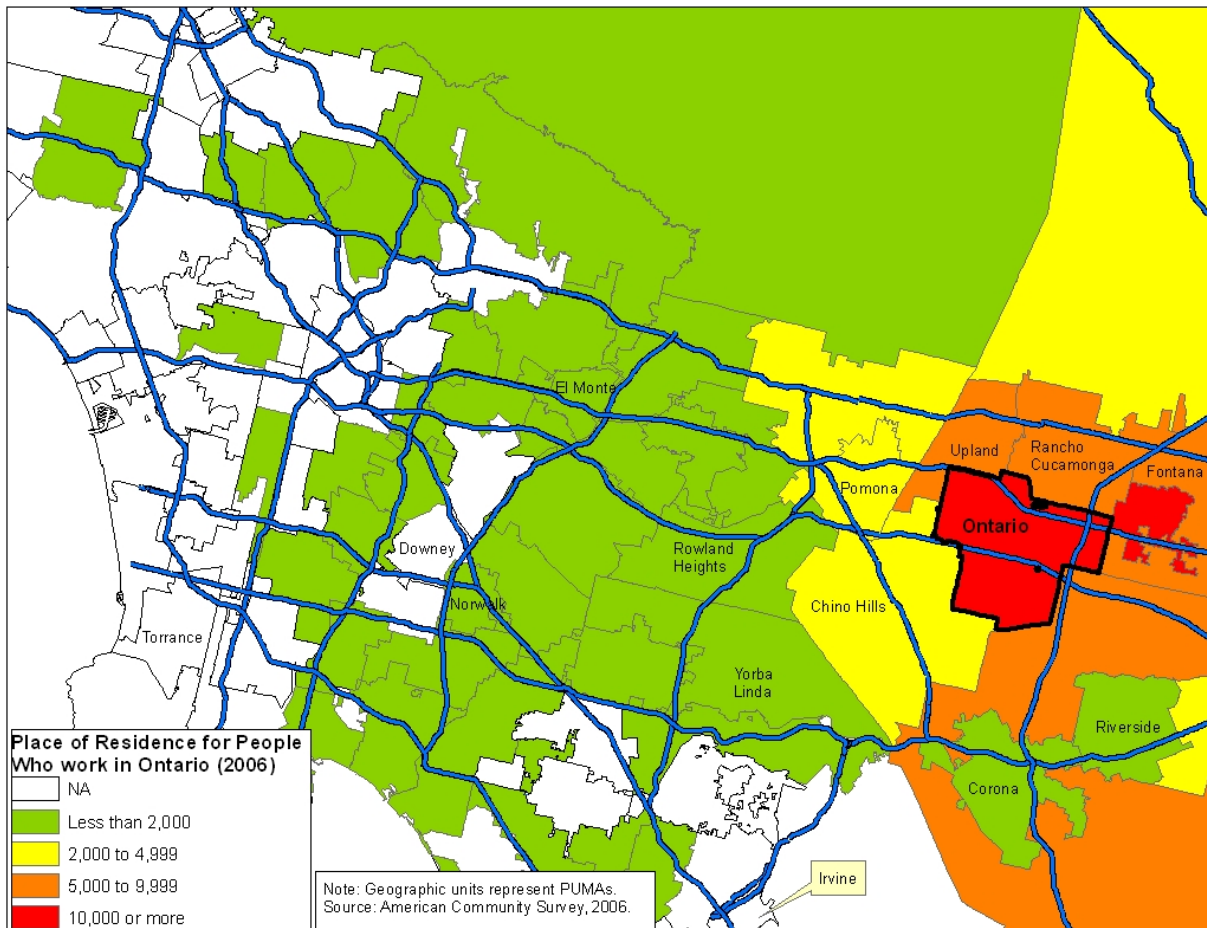 El Monte
Upland
Rancho
Cucamonga
Fontana
Pomona
Ontario
Downey
Rowland
Heights
Norwalk
Chino Hills
Torrance
Yorba
Linda
Riverside
Corona
Irvine
Place of Residence for People
Who work in Ontario (2006)
NA
Less than 2,000
2,000 to 4,999
5,000 to 9,999
10,000 or more
Note: Geographic units represent PUMAs.
Source: American Community Survey, 2006.